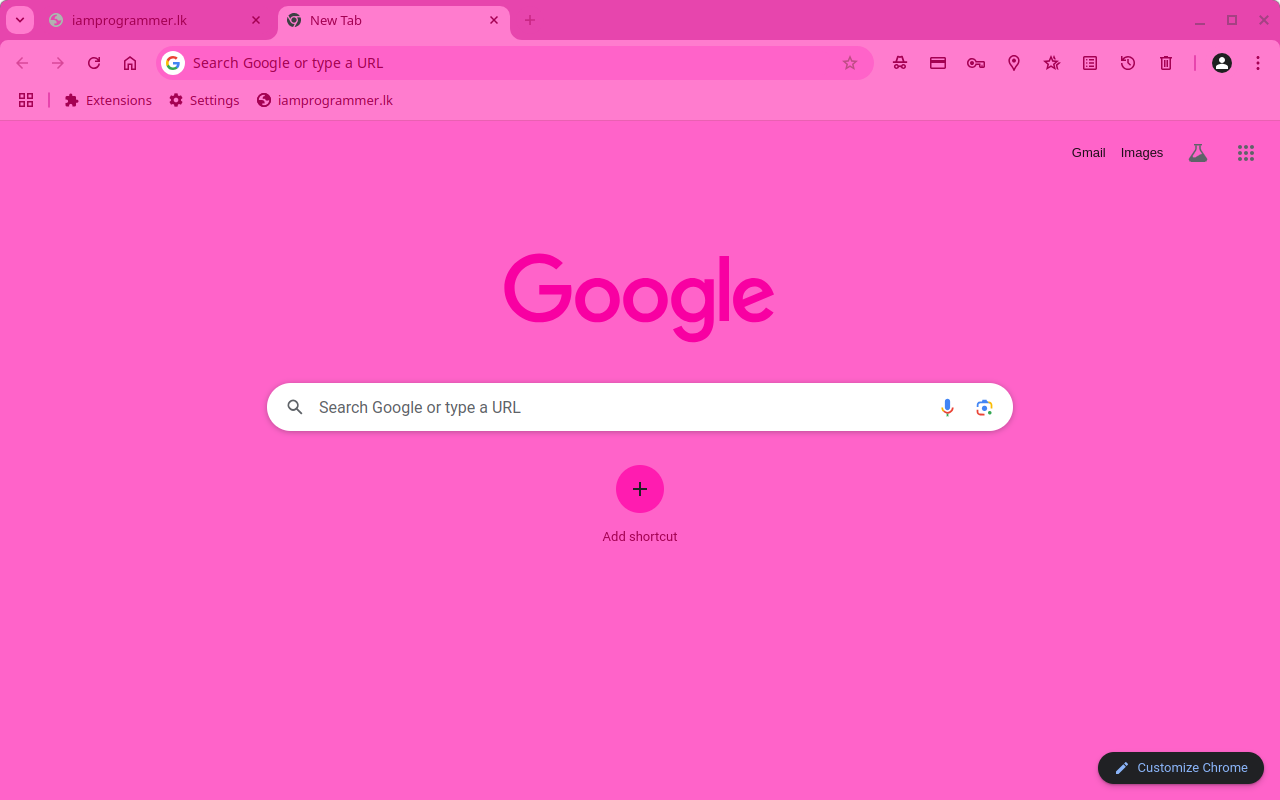 iamprogrammer.lk
New Tab
Search Google or type a URL
Extensions
Settings
iamprogrammer.lk
Gmail
Images
Google
Search Google or type a URL
Add shortcut
Customize Chrome